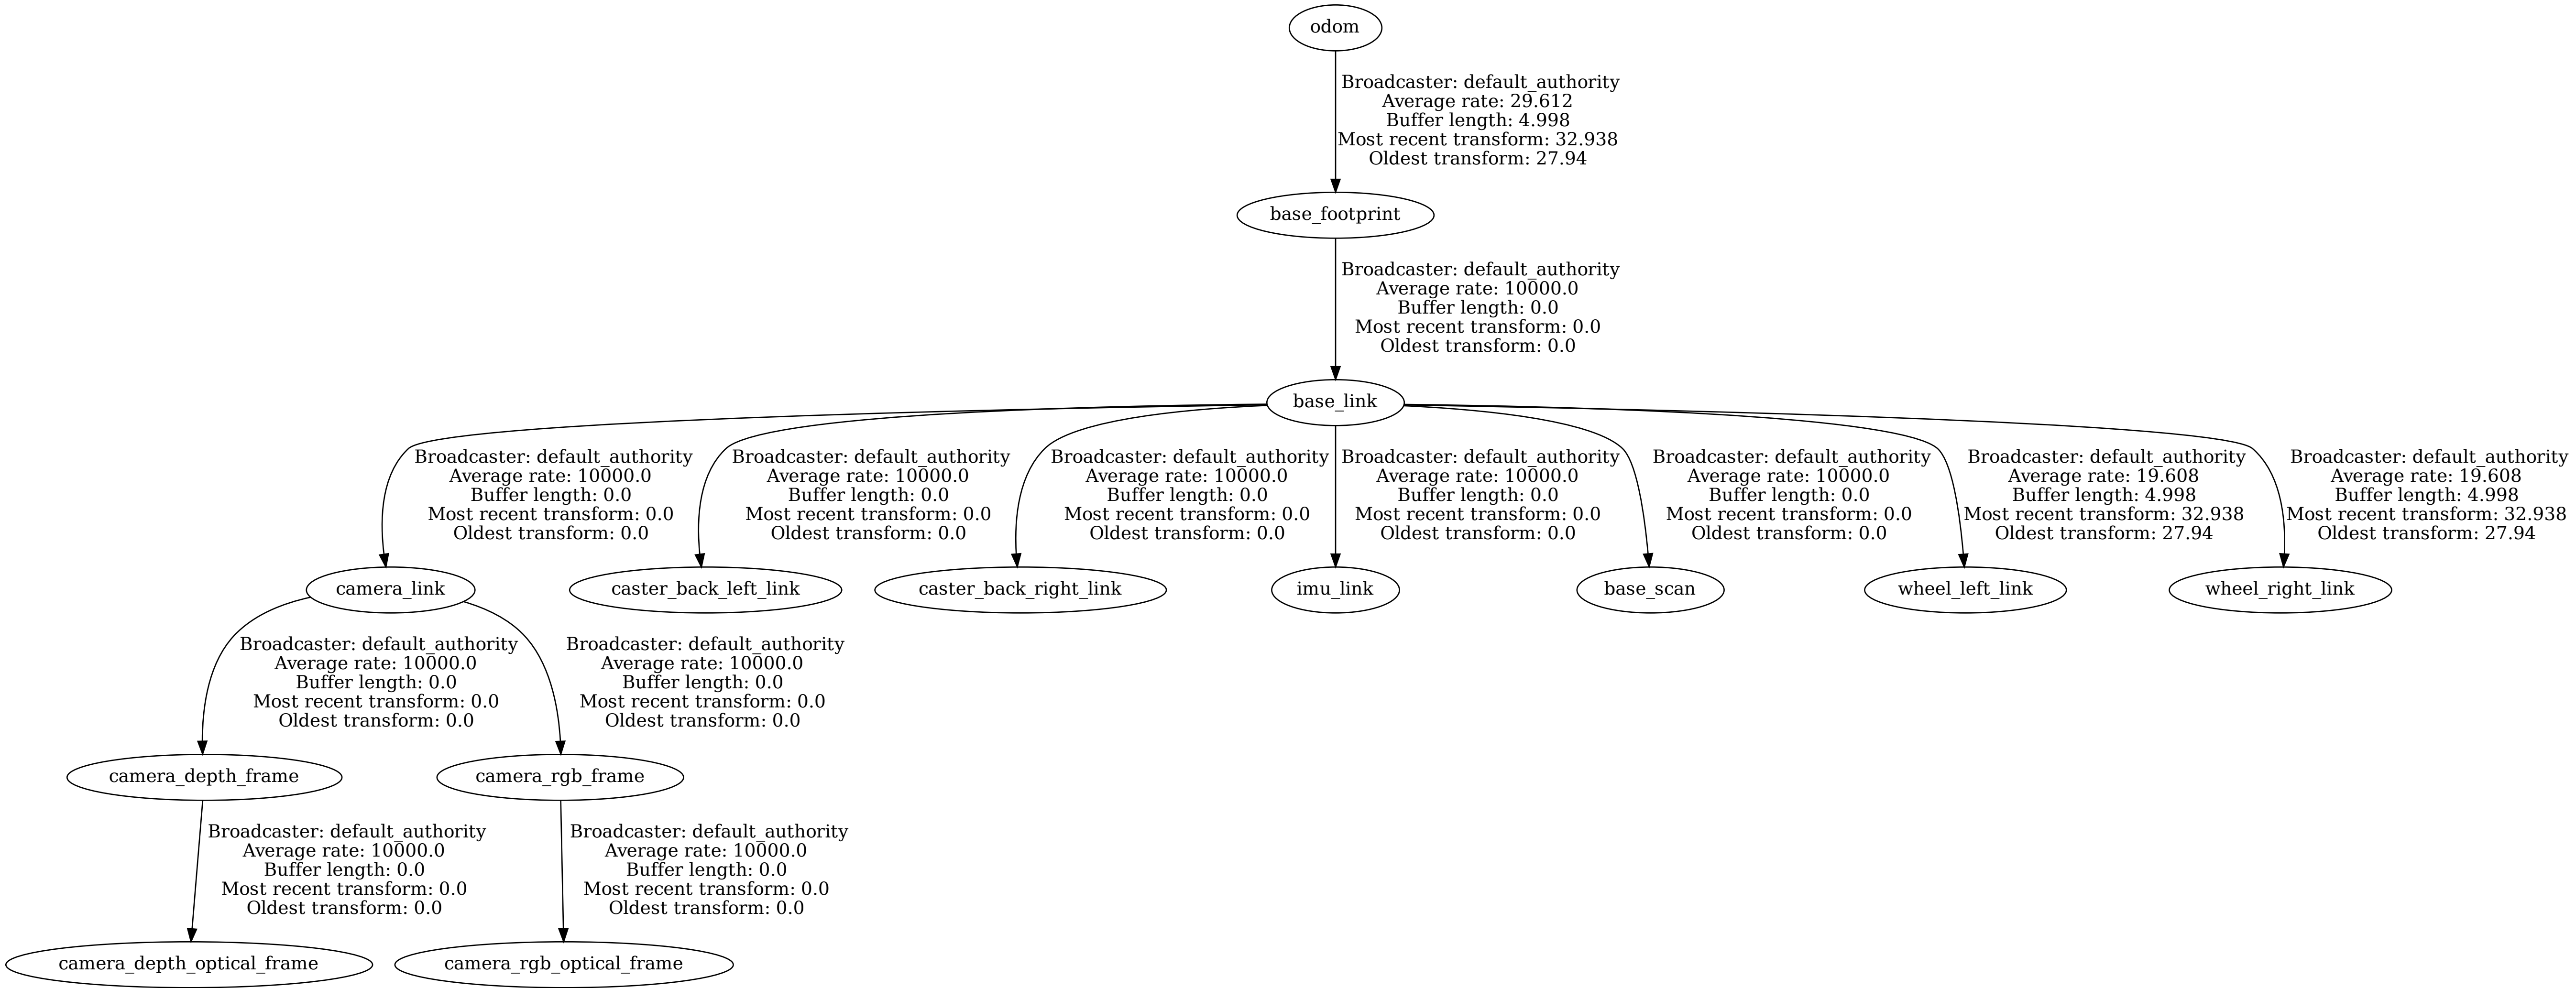 odom
Broadcaster: default_authority
Average rate: 29.612
Buffer length: 4.998
Most recent transform: 32.938
Oldest transform: 27.94
base_footprint
Broadcaster: default_authority
Average rate: 10000.0
Buffer length: 0.0
Most recent transform: 0.0
Oldest transform: 0.0
base_link
Broadcaster: default_authority
Average rate: 10000.0
Buffer length: 0.0
Most recent transform: 0.0
Oldest transform: 0.0
Broadcaster: default_authority
Average rate: 10000.0
Buffer length: 0.0
Most recent transform: 0.0
Oldest transform: 0.0
Broadcaster: default_authority
Average rate: 10000.0
Buffer length: 0.0
Most recent transform: 0.0
Oldest transform: 0.0
Broadcaster: default_authority
Average rate: 10000.0
Buffer length: 0.0
Most recent transform: 0.0
Oldest transform: 0.0
Broadcaster: default_authority
Average rate: 10000.0
Buffer length: 0.0
Most recent transform: 0.0
Oldest transform: 0.0
Broadcaster: default_authority
Average rate: 19.608
Buffer length: 4.998
Most recent transform: 32.938
Oldest transform: 27.94
Broadcaster: default_authority
Average rate: 19.608
Buffer length: 4.998
Most recent transform: 32.938
Oldest transform: 27.94
camera_link
caster_back_left_link
caster_back_right_link
imu_link
base_scan
wheel_left_link
wheel_right_link
Broadcaster: default_authority
Average rate: 10000.0
Buffer length: 0.0
Most recent transform: 0.0
Oldest transform: 0.0
Broadcaster: default_authority
Average rate: 10000.0
Buffer length: 0.0
Most recent transform: 0.0
Oldest transform: 0.0
camera_depth_frame
camera_rgb_frame
Broadcaster: default_authority
Average rate: 10000.0
Buffer length: 0.0
Most recent transform: 0.0
Oldest transform: 0.0
Broadcaster: default_authority
Average rate: 10000.0
Buffer length: 0.0
Most recent transform: 0.0
Oldest transform: 0.0
camera_depth_optical_frame
camera_rgb_optical_frame